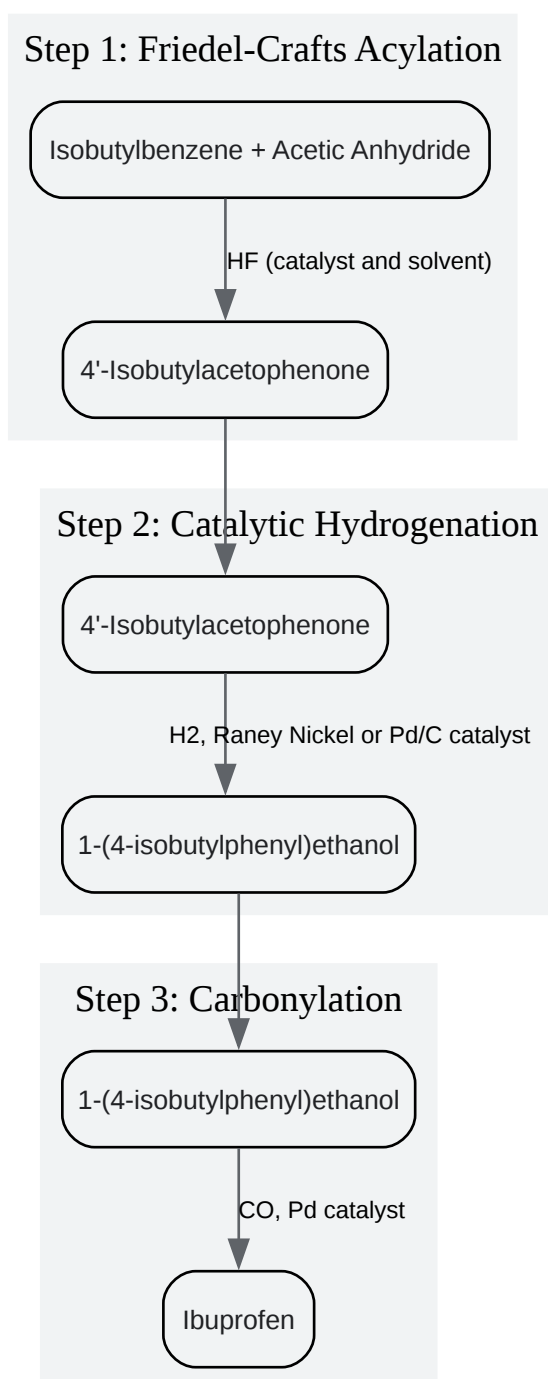 Step 1: Friedel-Crafts Acylation
Isobutylbenzene + Acetic Anhydride
HF (catalyst and solvent)
4'-Isobutylacetophenone
Step 2: Catalytic Hydrogenation
4'-Isobutylacetophenone
H2, Raney Nickel or Pd/C catalyst
1-(4-isobutylphenyl)ethanol
Step 3: Carbonylation
1-(4-isobutylphenyl)ethanol
CO, Pd catalyst
Ibuprofen